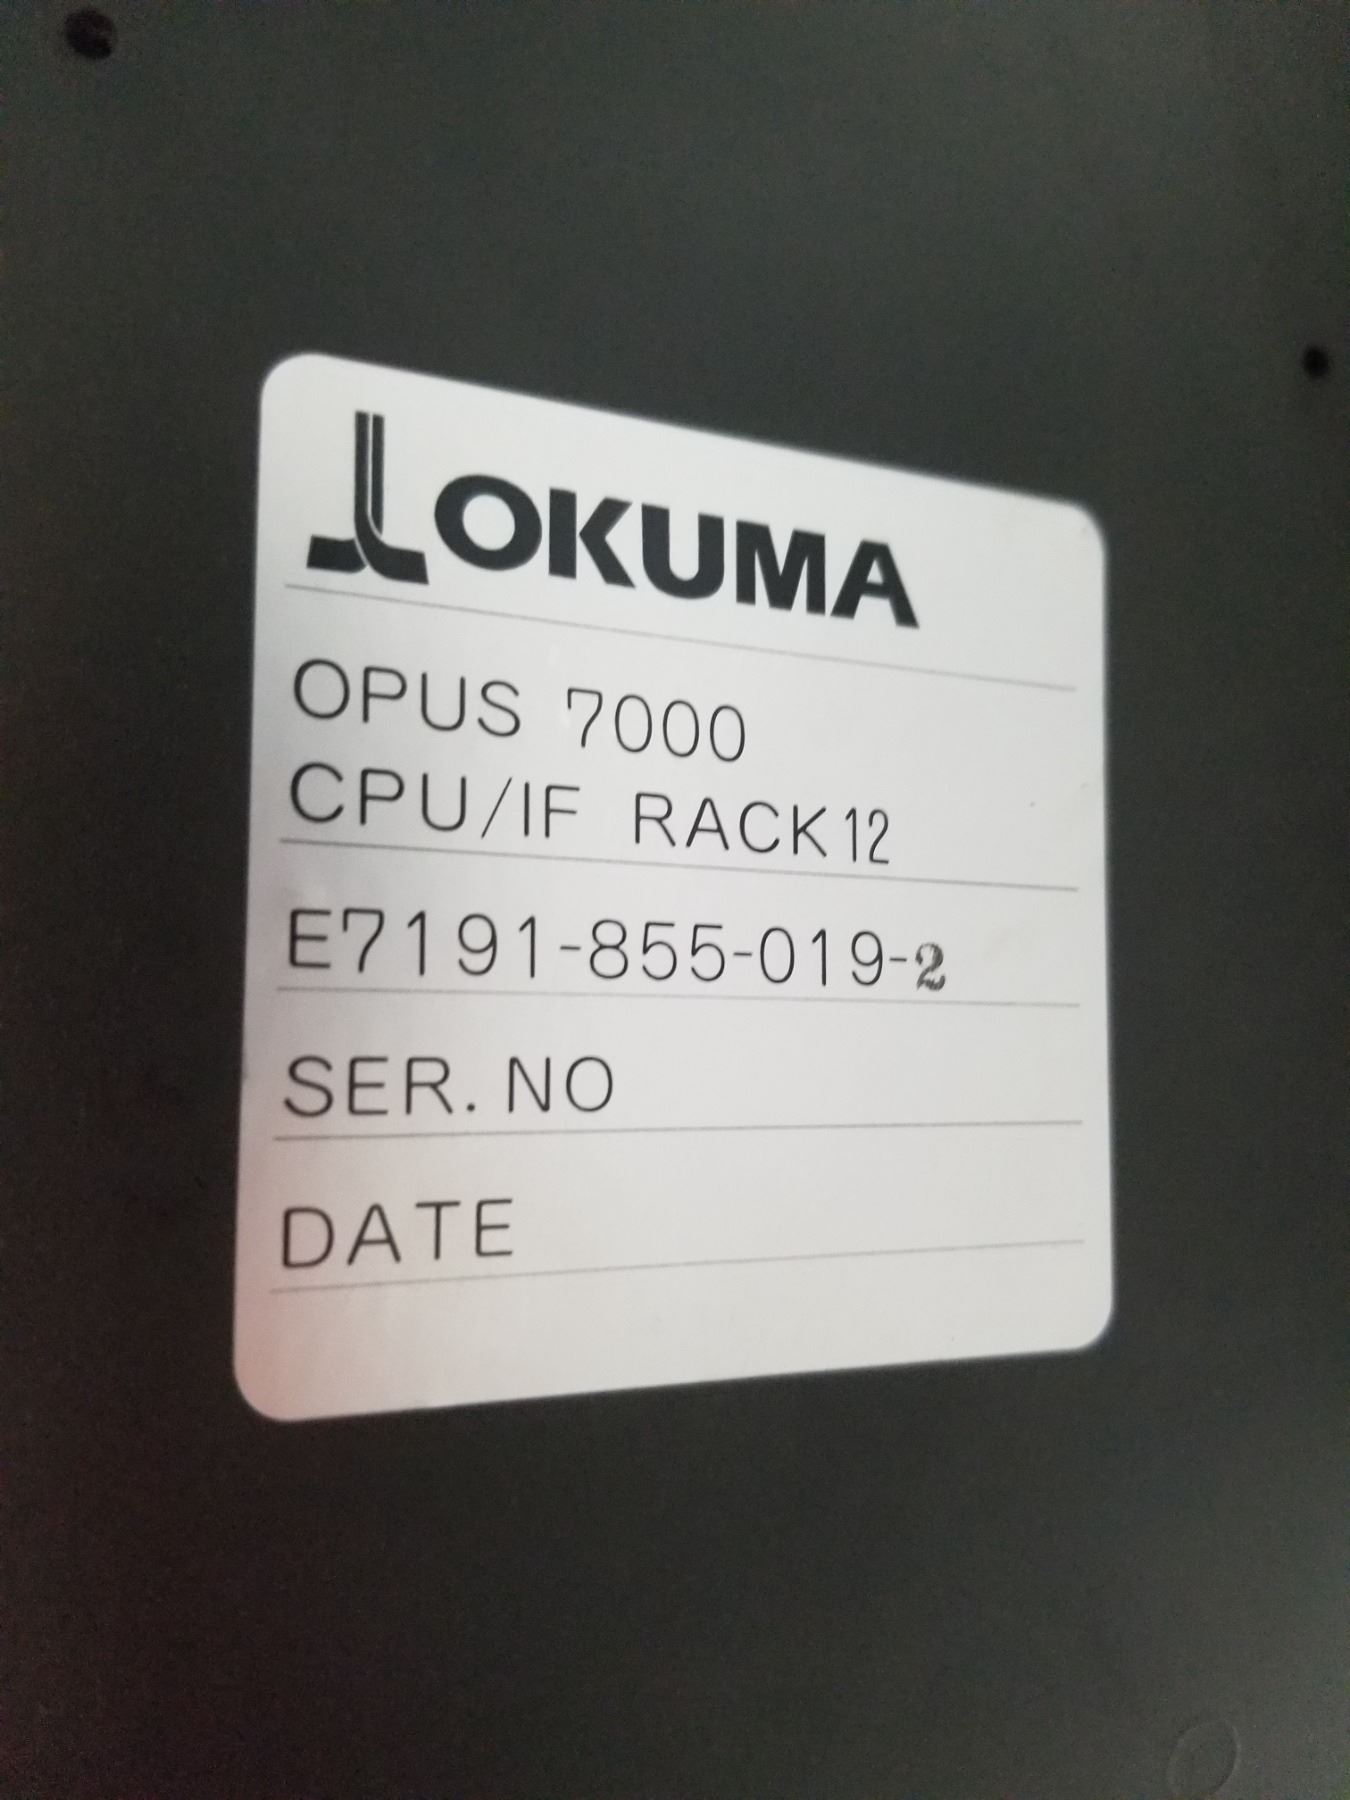 OKUMA
OPUS 7000
CPU/IF RACK12
E7191-855-019-2
SER. NO
DATE